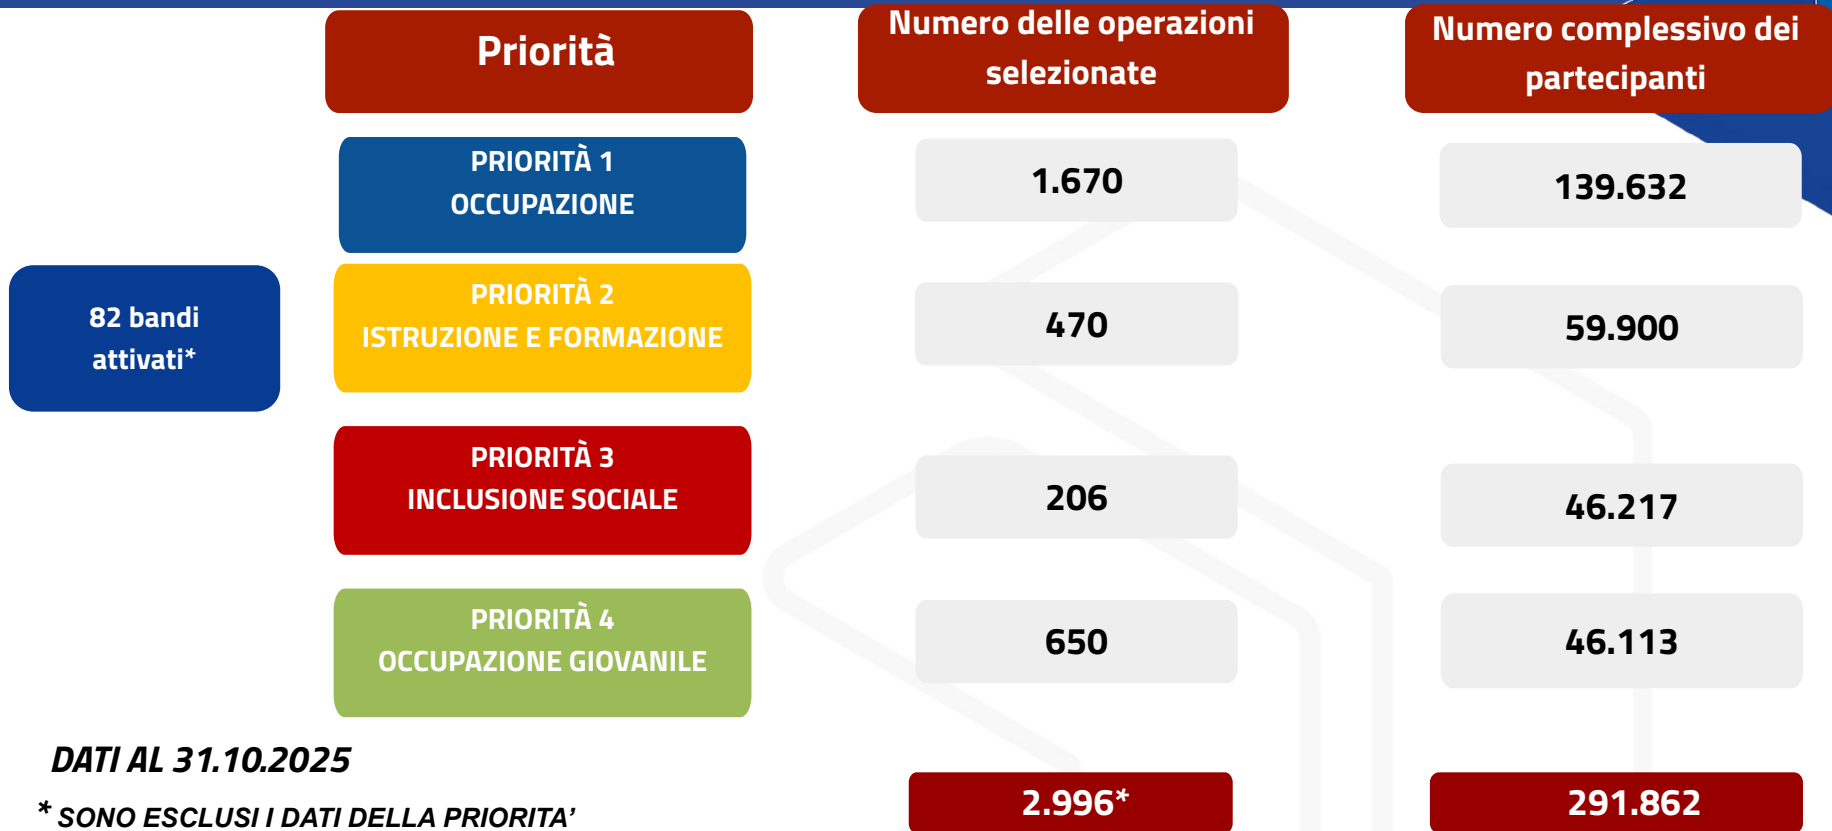 Priorità
Numero delle operazioni
selezionate
Numero complessivo dei
partecipanti
PRIORITÀ 1
OCCUPAZIONE
1.670
139.632
82 bandi
attivati*
PRIORITÀ 2
ISTRUZIONE E FORMAZIONE
470
59.900
PRIORITÀ 3
INCLUSIONE SOCIALE
206
46.217
PRIORITÀ 4
OCCUPAZIONE GIOVANILE
650
46.113
DATI AL 31.10.2025
* SONO ESCLUSI I DATI DELLA PRIORITA’
2.996*
291.862